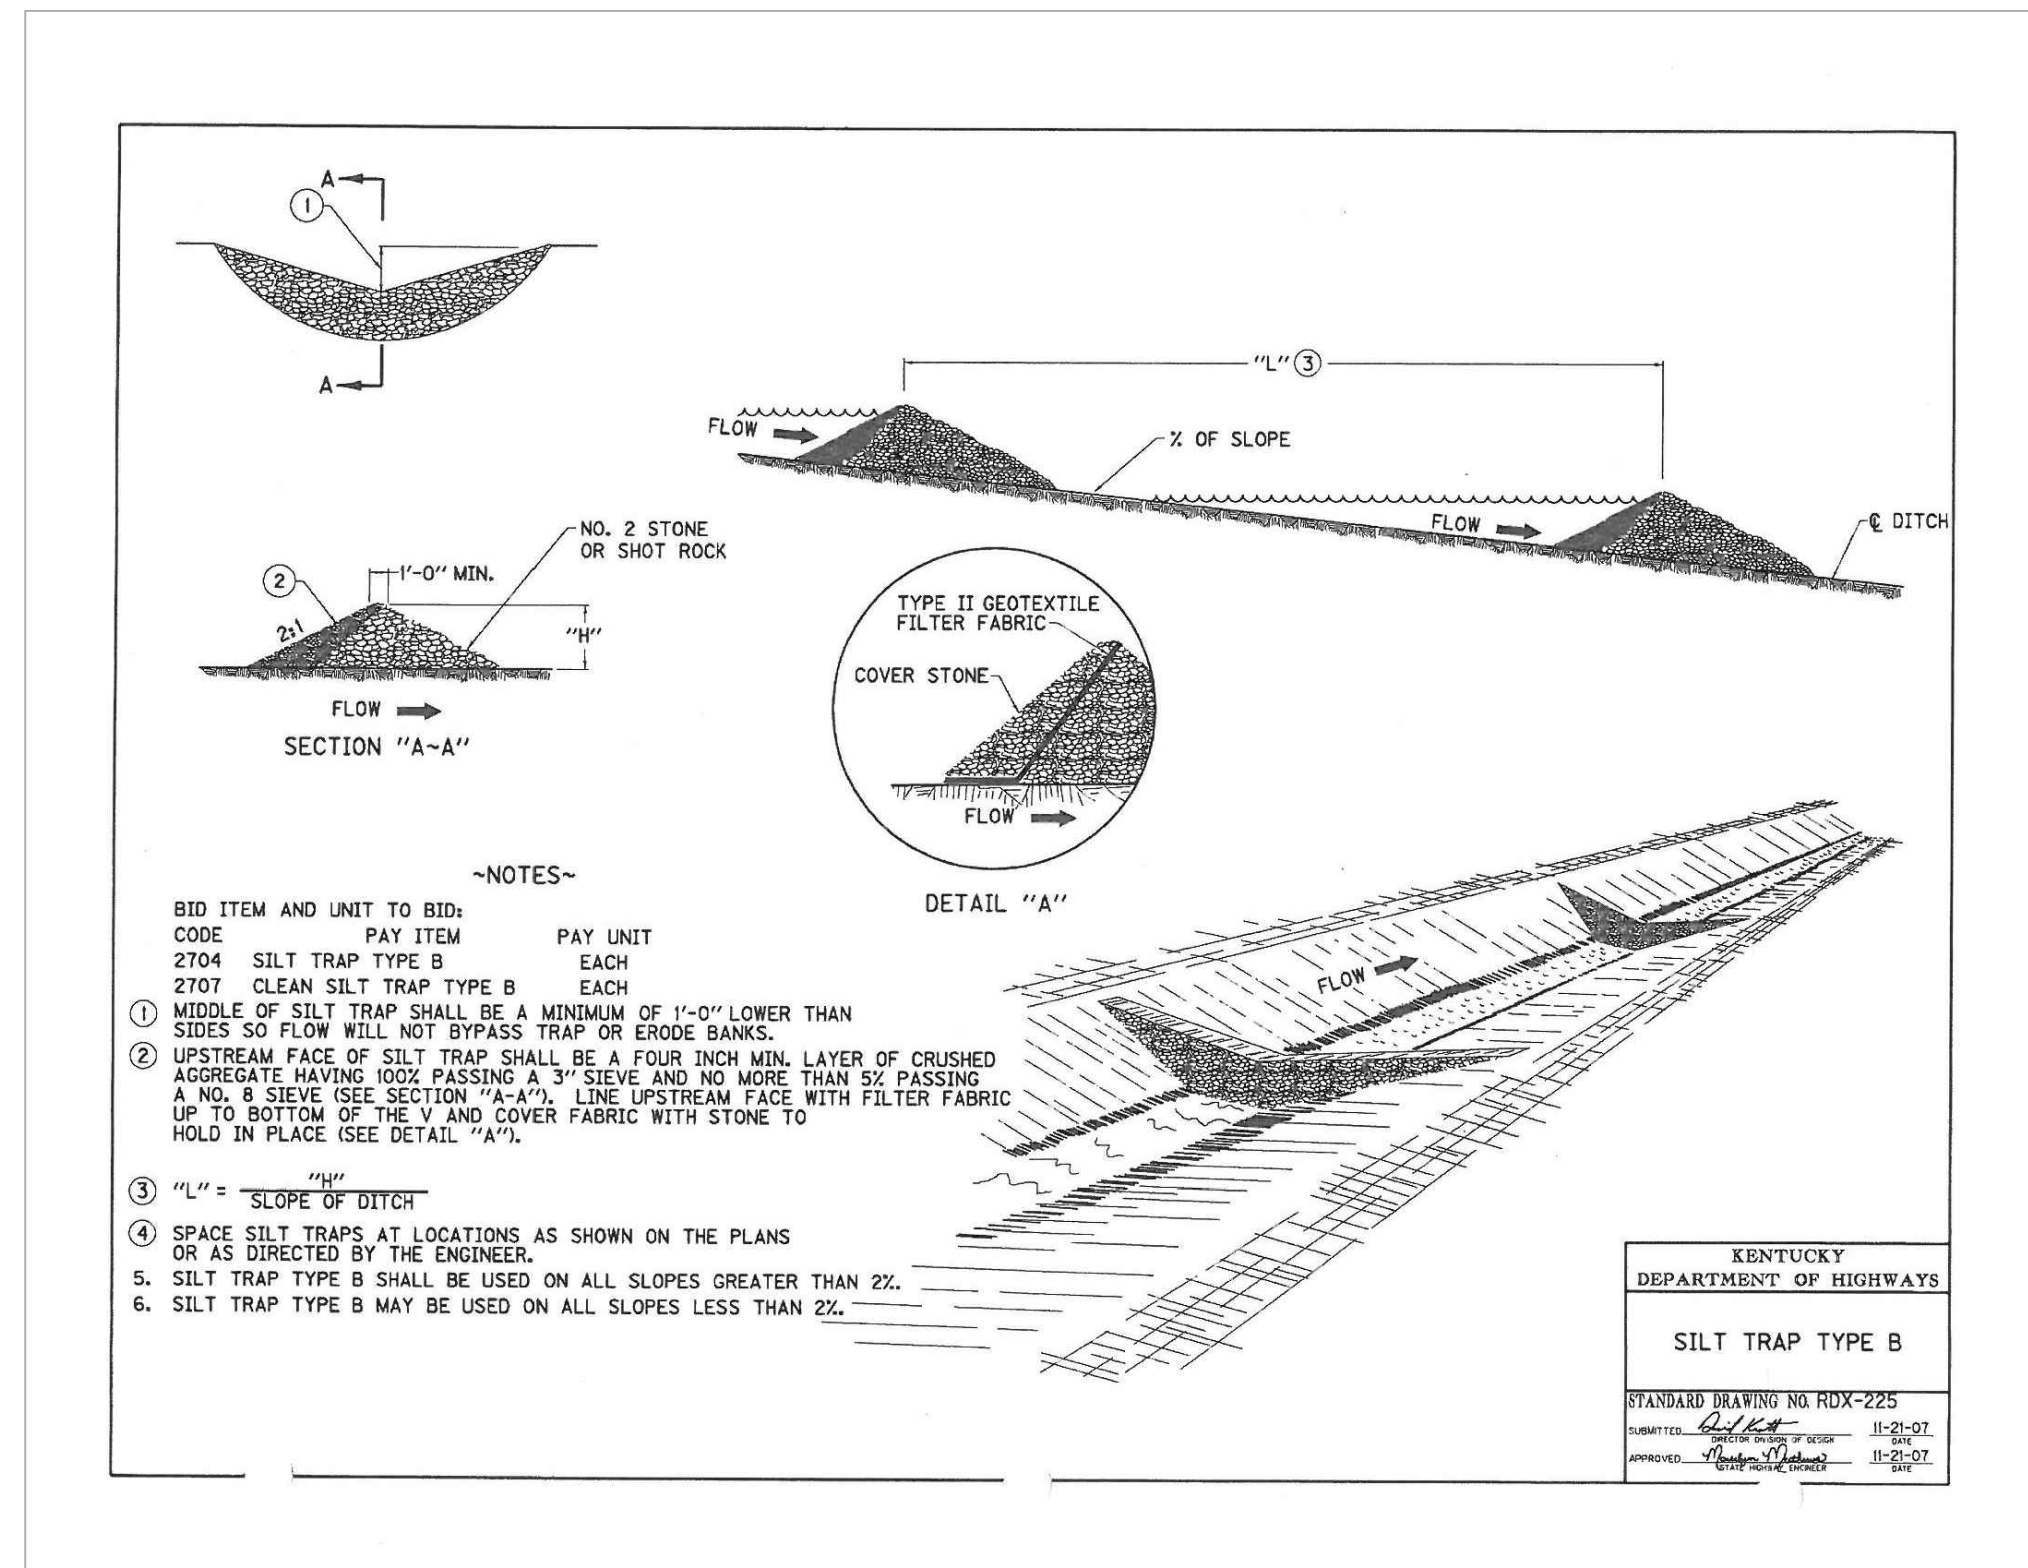 A
1
A
"L" 3
FLOW
% OF SLOPE
FLOW
℄ DITCH
NO. 2 STONE
OR SHOT ROCK
2
1'-0" MIN.
2:1
"H"
FLOW
SECTION "A~A"
TYPE II GEOTEXTILE
FILTER FABRIC
COVER STONE
FLOW
DETAIL "A"
FLOW
~NOTES~
BID ITEM AND UNIT TO BID:
CODE PAY ITEM PAY UNIT
2704 SILT TRAP TYPE B EACH
2707 CLEAN SILT TRAP TYPE B EACH
1 MIDDLE OF SILT TRAP SHALL BE A MINIMUM OF 1'-0" LOWER THAN
SIDES SO FLOW WILL NOT BYPASS TRAP OR ERODE BANKS.
2 UPSTREAM FACE OF SILT TRAP SHALL BE A FOUR INCH MIN. LAYER OF CRUSHED
AGGREGATE HAVING 100% PASSING A 3" SIEVE AND NO MORE THAN 5% PASSING
A NO. 8 SIEVE (SEE SECTION "A-A"). LINE UPSTREAM FACE WITH FILTER FABRIC
UP TO BOTTOM OF THE V AND COVER FABRIC WITH STONE TO
HOLD IN PLACE (SEE DETAIL "A").
3 "L" = "H"
SLOPE OF DITCH
4 SPACE SILT TRAPS AT LOCATIONS AS SHOWN ON THE PLANS
OR AS DIRECTED BY THE ENGINEER.
5. SILT TRAP TYPE B SHALL BE USED ON ALL SLOPES GREATER THAN 2%.
6. SILT TRAP TYPE B MAY BE USED ON ALL SLOPES LESS THAN 2%.
KENTUCKY
DEPARTMENT OF HIGHWAYS
SILT TRAP TYPE B
STANDARD DRAWING NO. RDX-225
SUBMITTED 11-21-07
DIRECTOR DIVISION OF DESIGN DATE
APPROVED 11-21-07
STATE HIGHWAY ENGINEER DATE